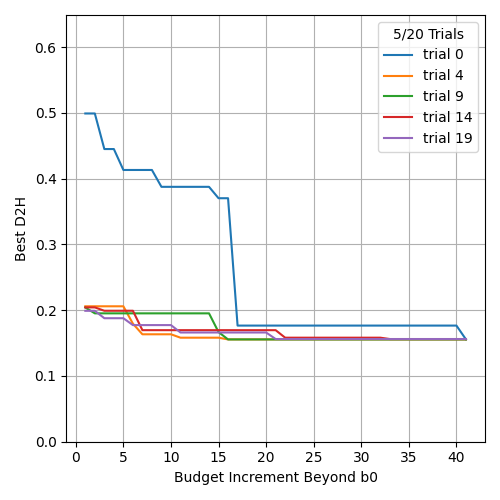 5/20 Trials
trial 0
trial 4
trial 9
trial 14
trial 19
0.6
0.5
0.4
0.3
0.2
0.1
0.0
Best D2H
0 5 10 15 20 25 30 35 40
Budget Increment Beyond b0